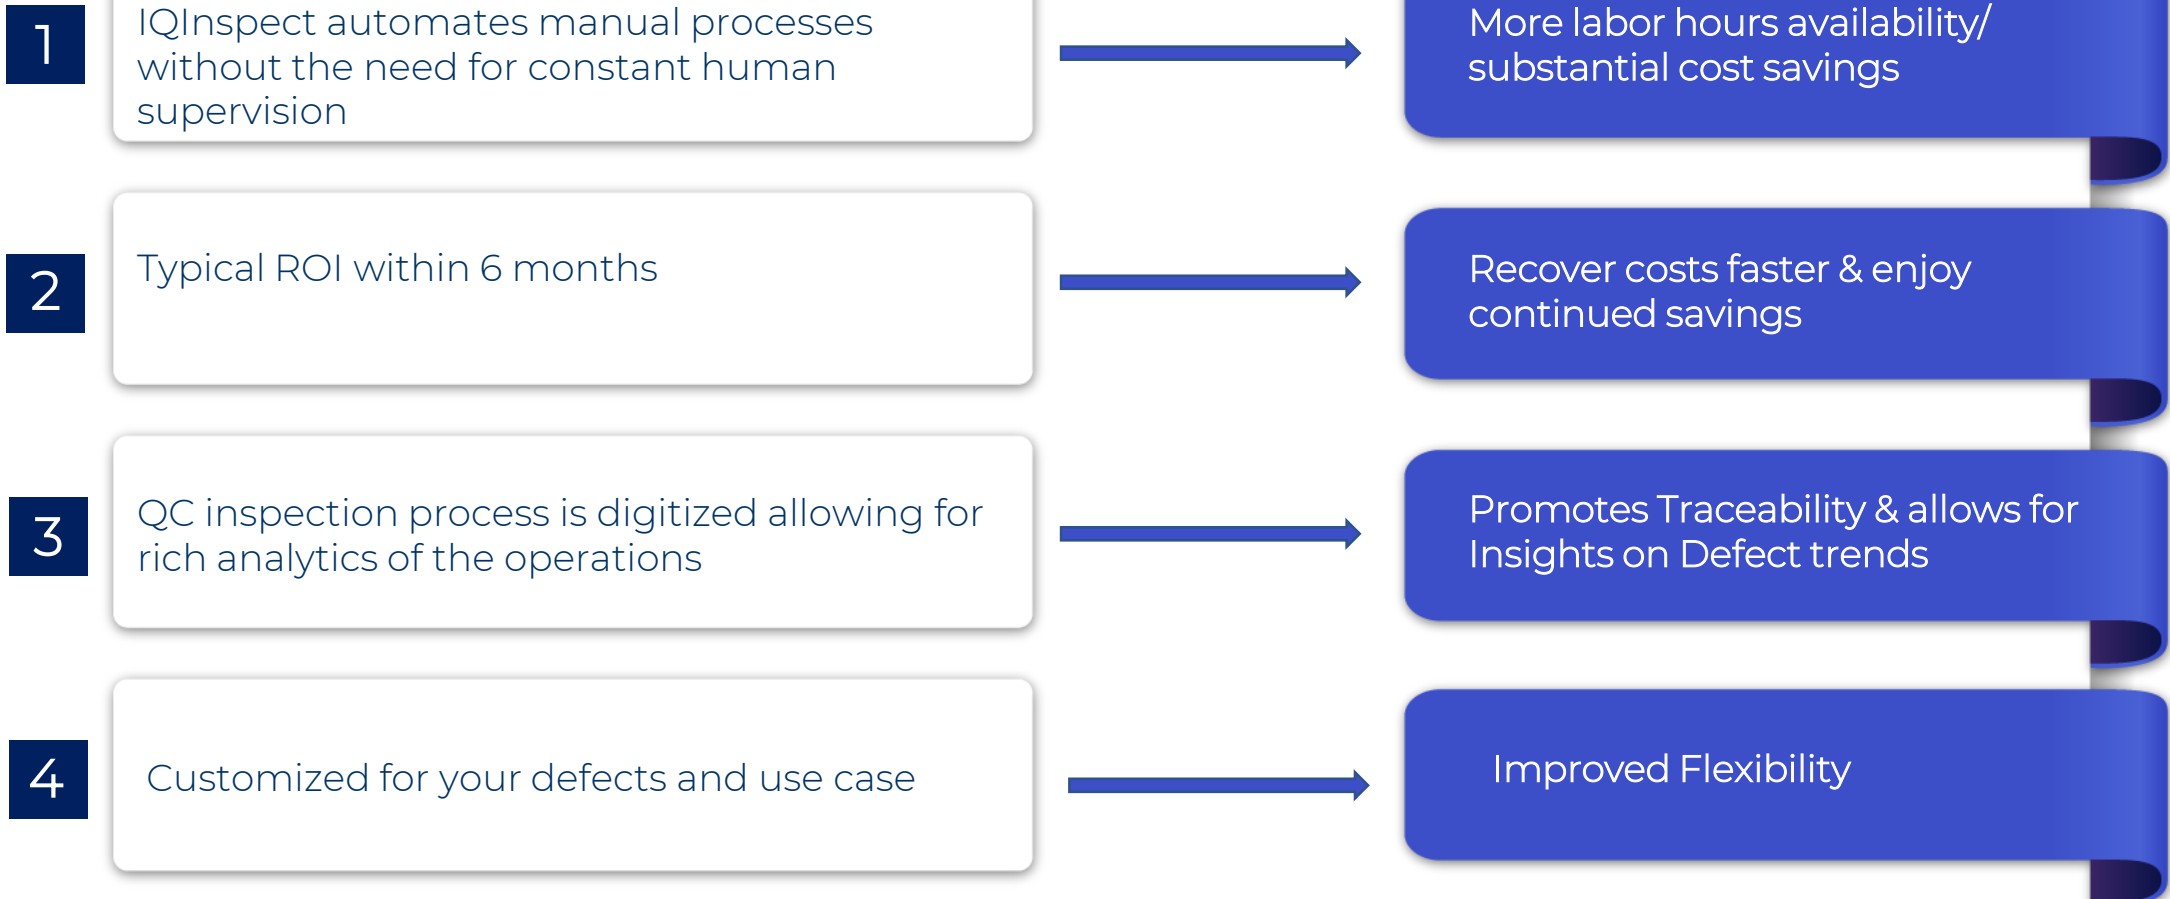 1
IQInspect automates manual processes
without the need for constant human
supervision
More labor hours availability/
substantial cost savings
2
Typical ROI within 6 months
Recover costs faster & enjoy
continued savings
3
QC inspection process is digitized allowing for
rich analytics of the operations
Promotes Traceability & allows for
Insights on Defect trends
4
Customized for your defects and use case
Improved Flexibility